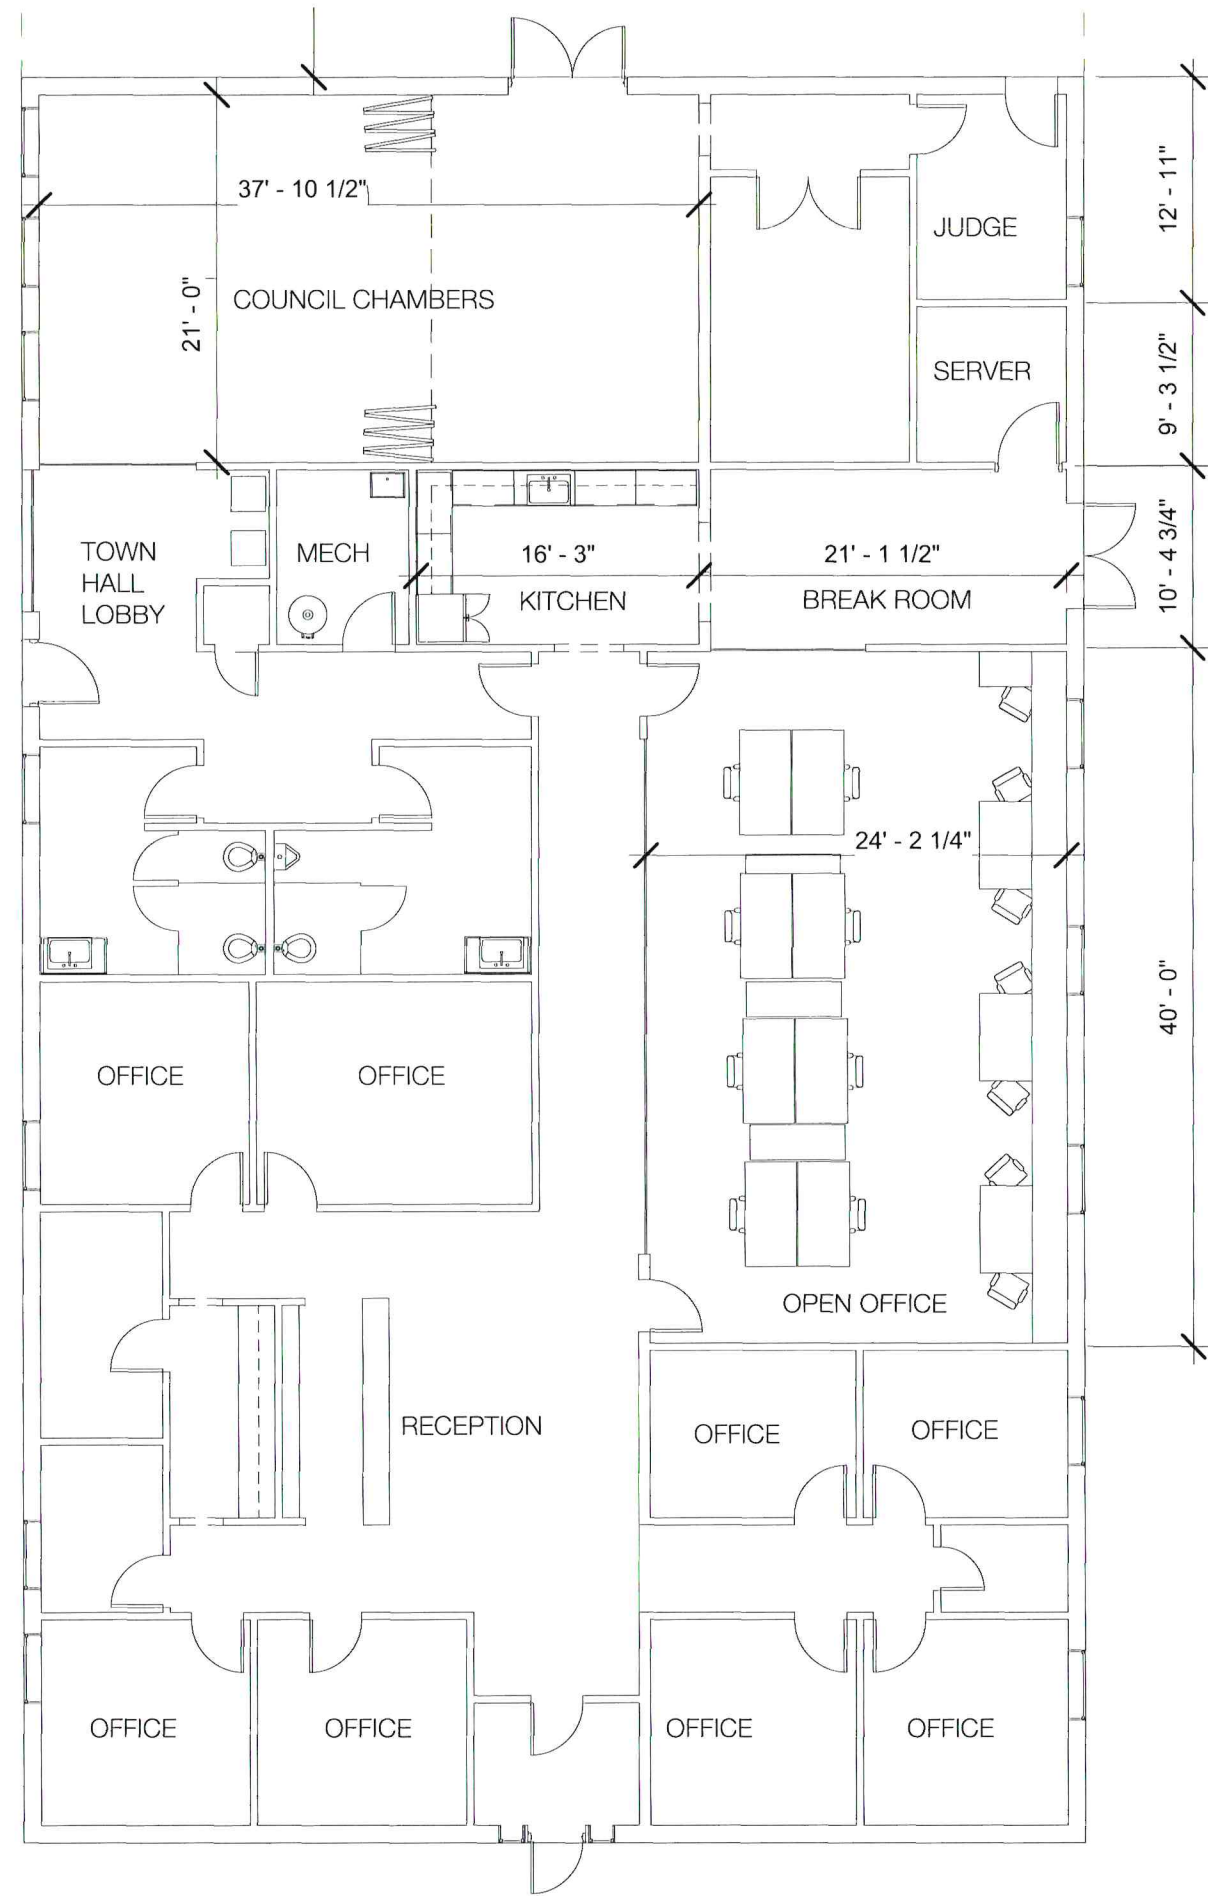 12' - 11"
37' - 10 1/2"
JUDGE
21' - 0"
COUNCIL CHAMBERS
SERVER
9' - 3 1/2"
TOWN
HALL
LOBBY
MECH
16' - 3"
KITCHEN
21' - 1 1/2"
BREAK ROOM
10' - 4 3/4"
24' - 2 1/4"
40' - 0"
OFFICE
OFFICE
OPEN OFFICE
RECEPTION
OFFICE
OFFICE
OFFICE
OFFICE
OFFICE
OFFICE